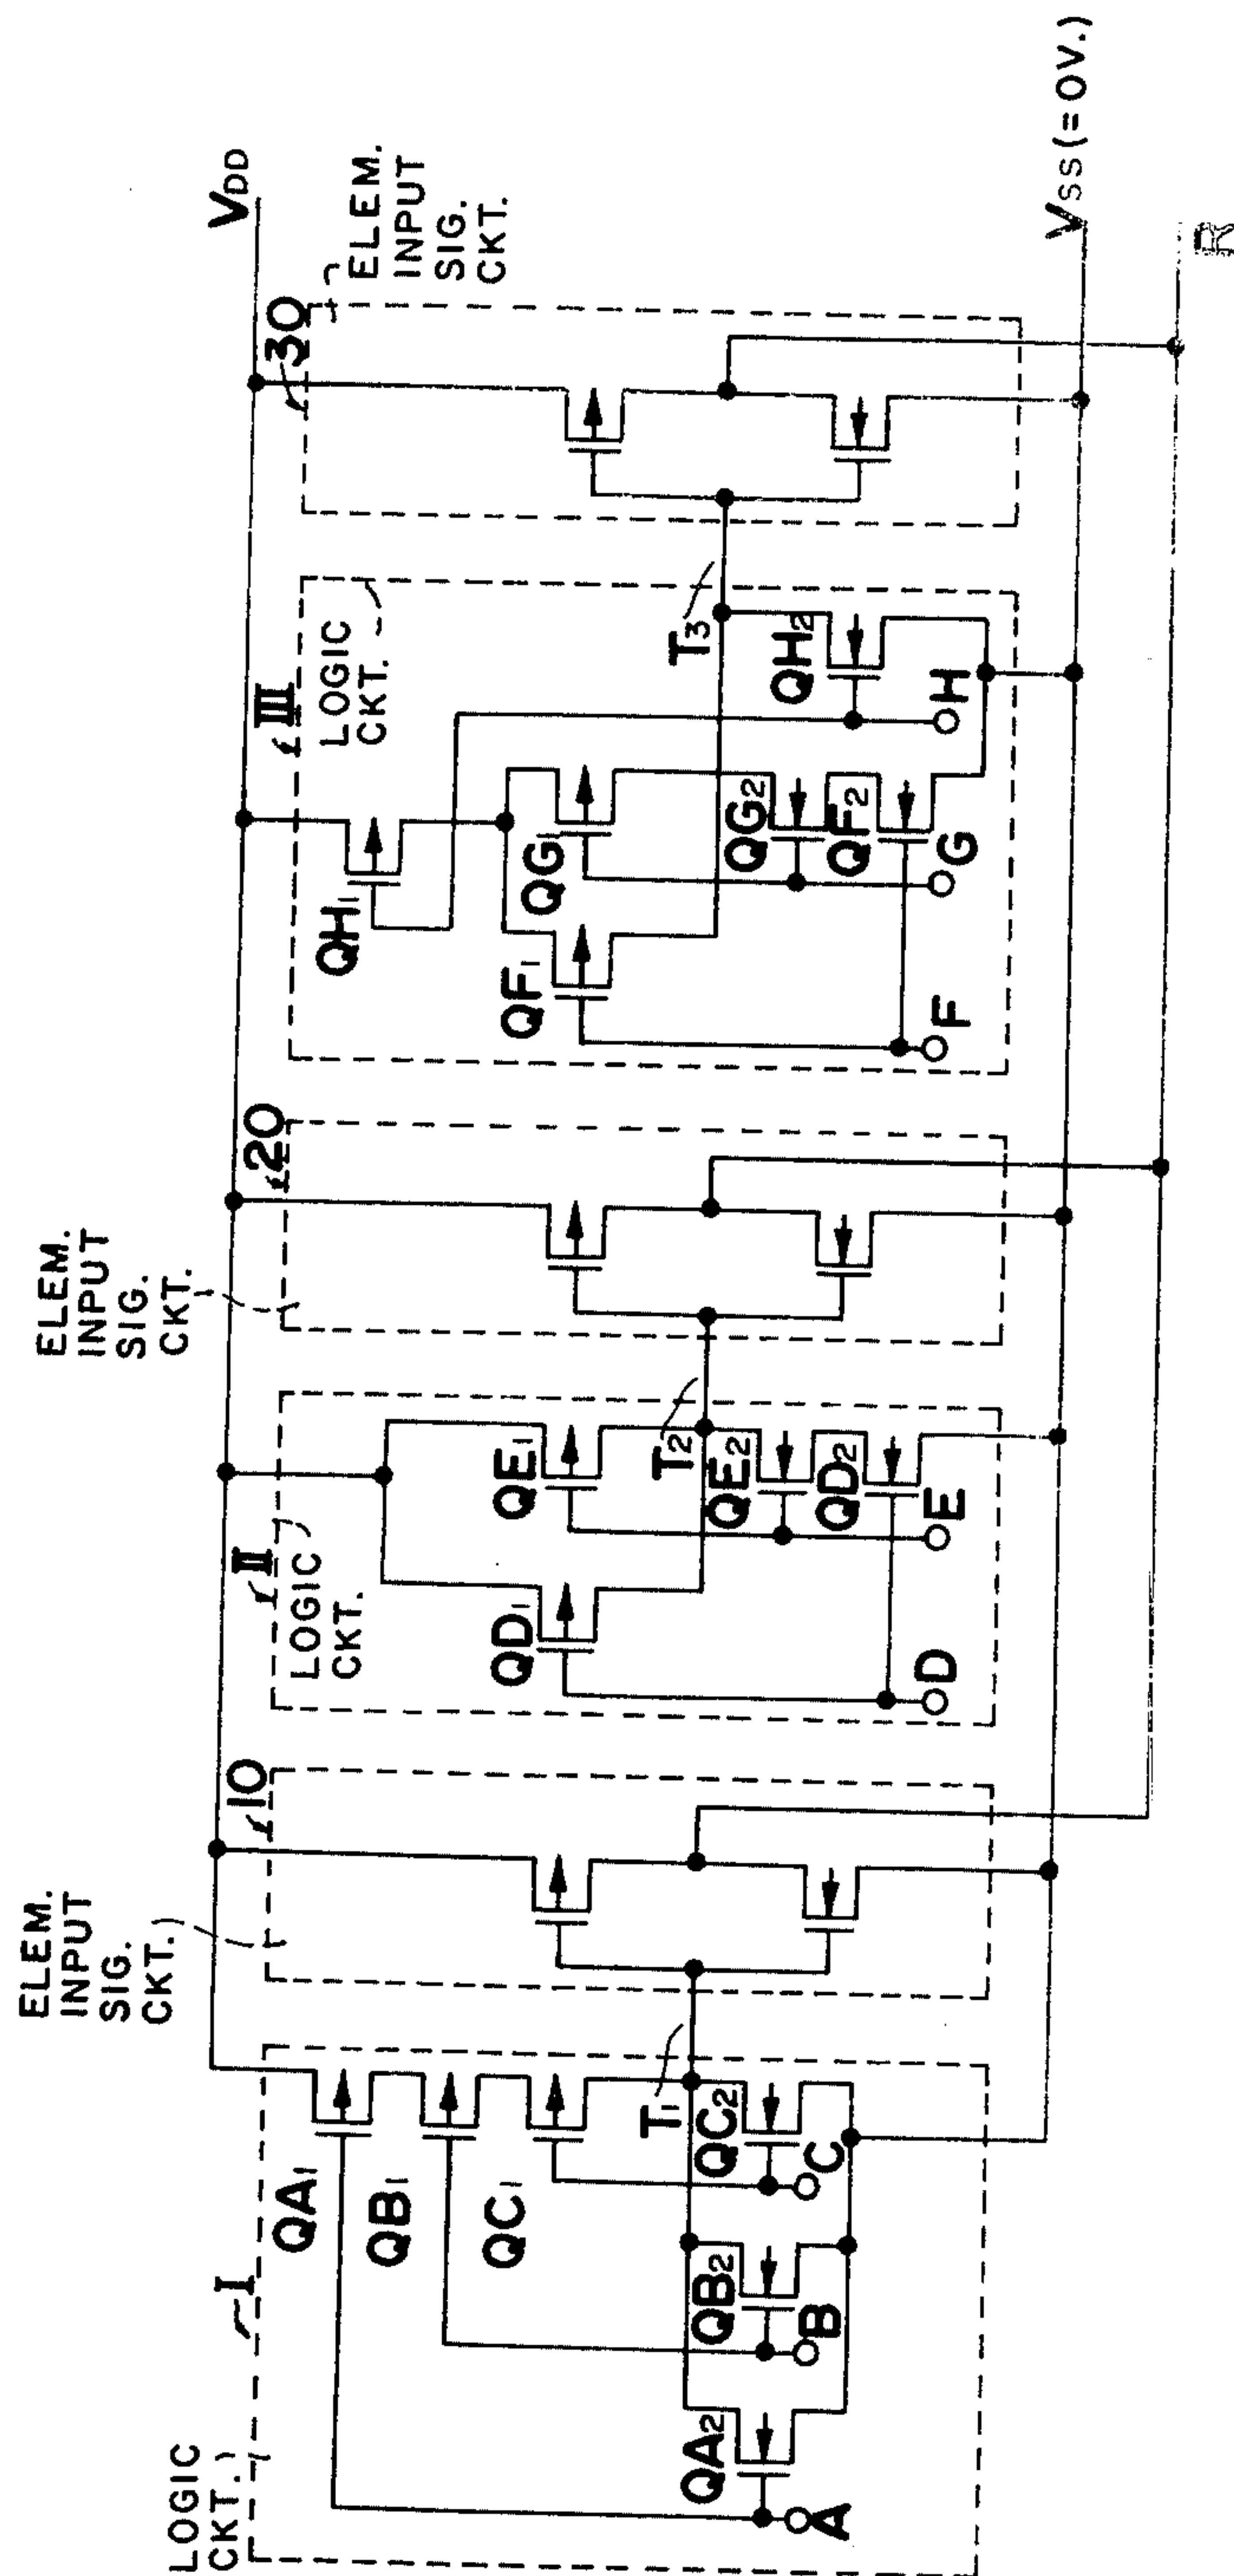 VDD
VSS (= 0V.)
R
ELEM.
INPUT
SIG.
CKT.
30
III
LOGIC
CKT.
QH1
QG1
QF1
T3
QH2
QG2
QF2
H
G
F
ELEM.
INPUT
SIG.
CKT.
20
II
LOGIC
CKT.
QE1
QD1
T2
QE2
QD2
E
D
ELEM.
INPUT
SIG.
CKT.
10
LOGIC
CKT.
I
QA1
QB1
QC1
T1
QC2
QB2
QA2
C
B
A